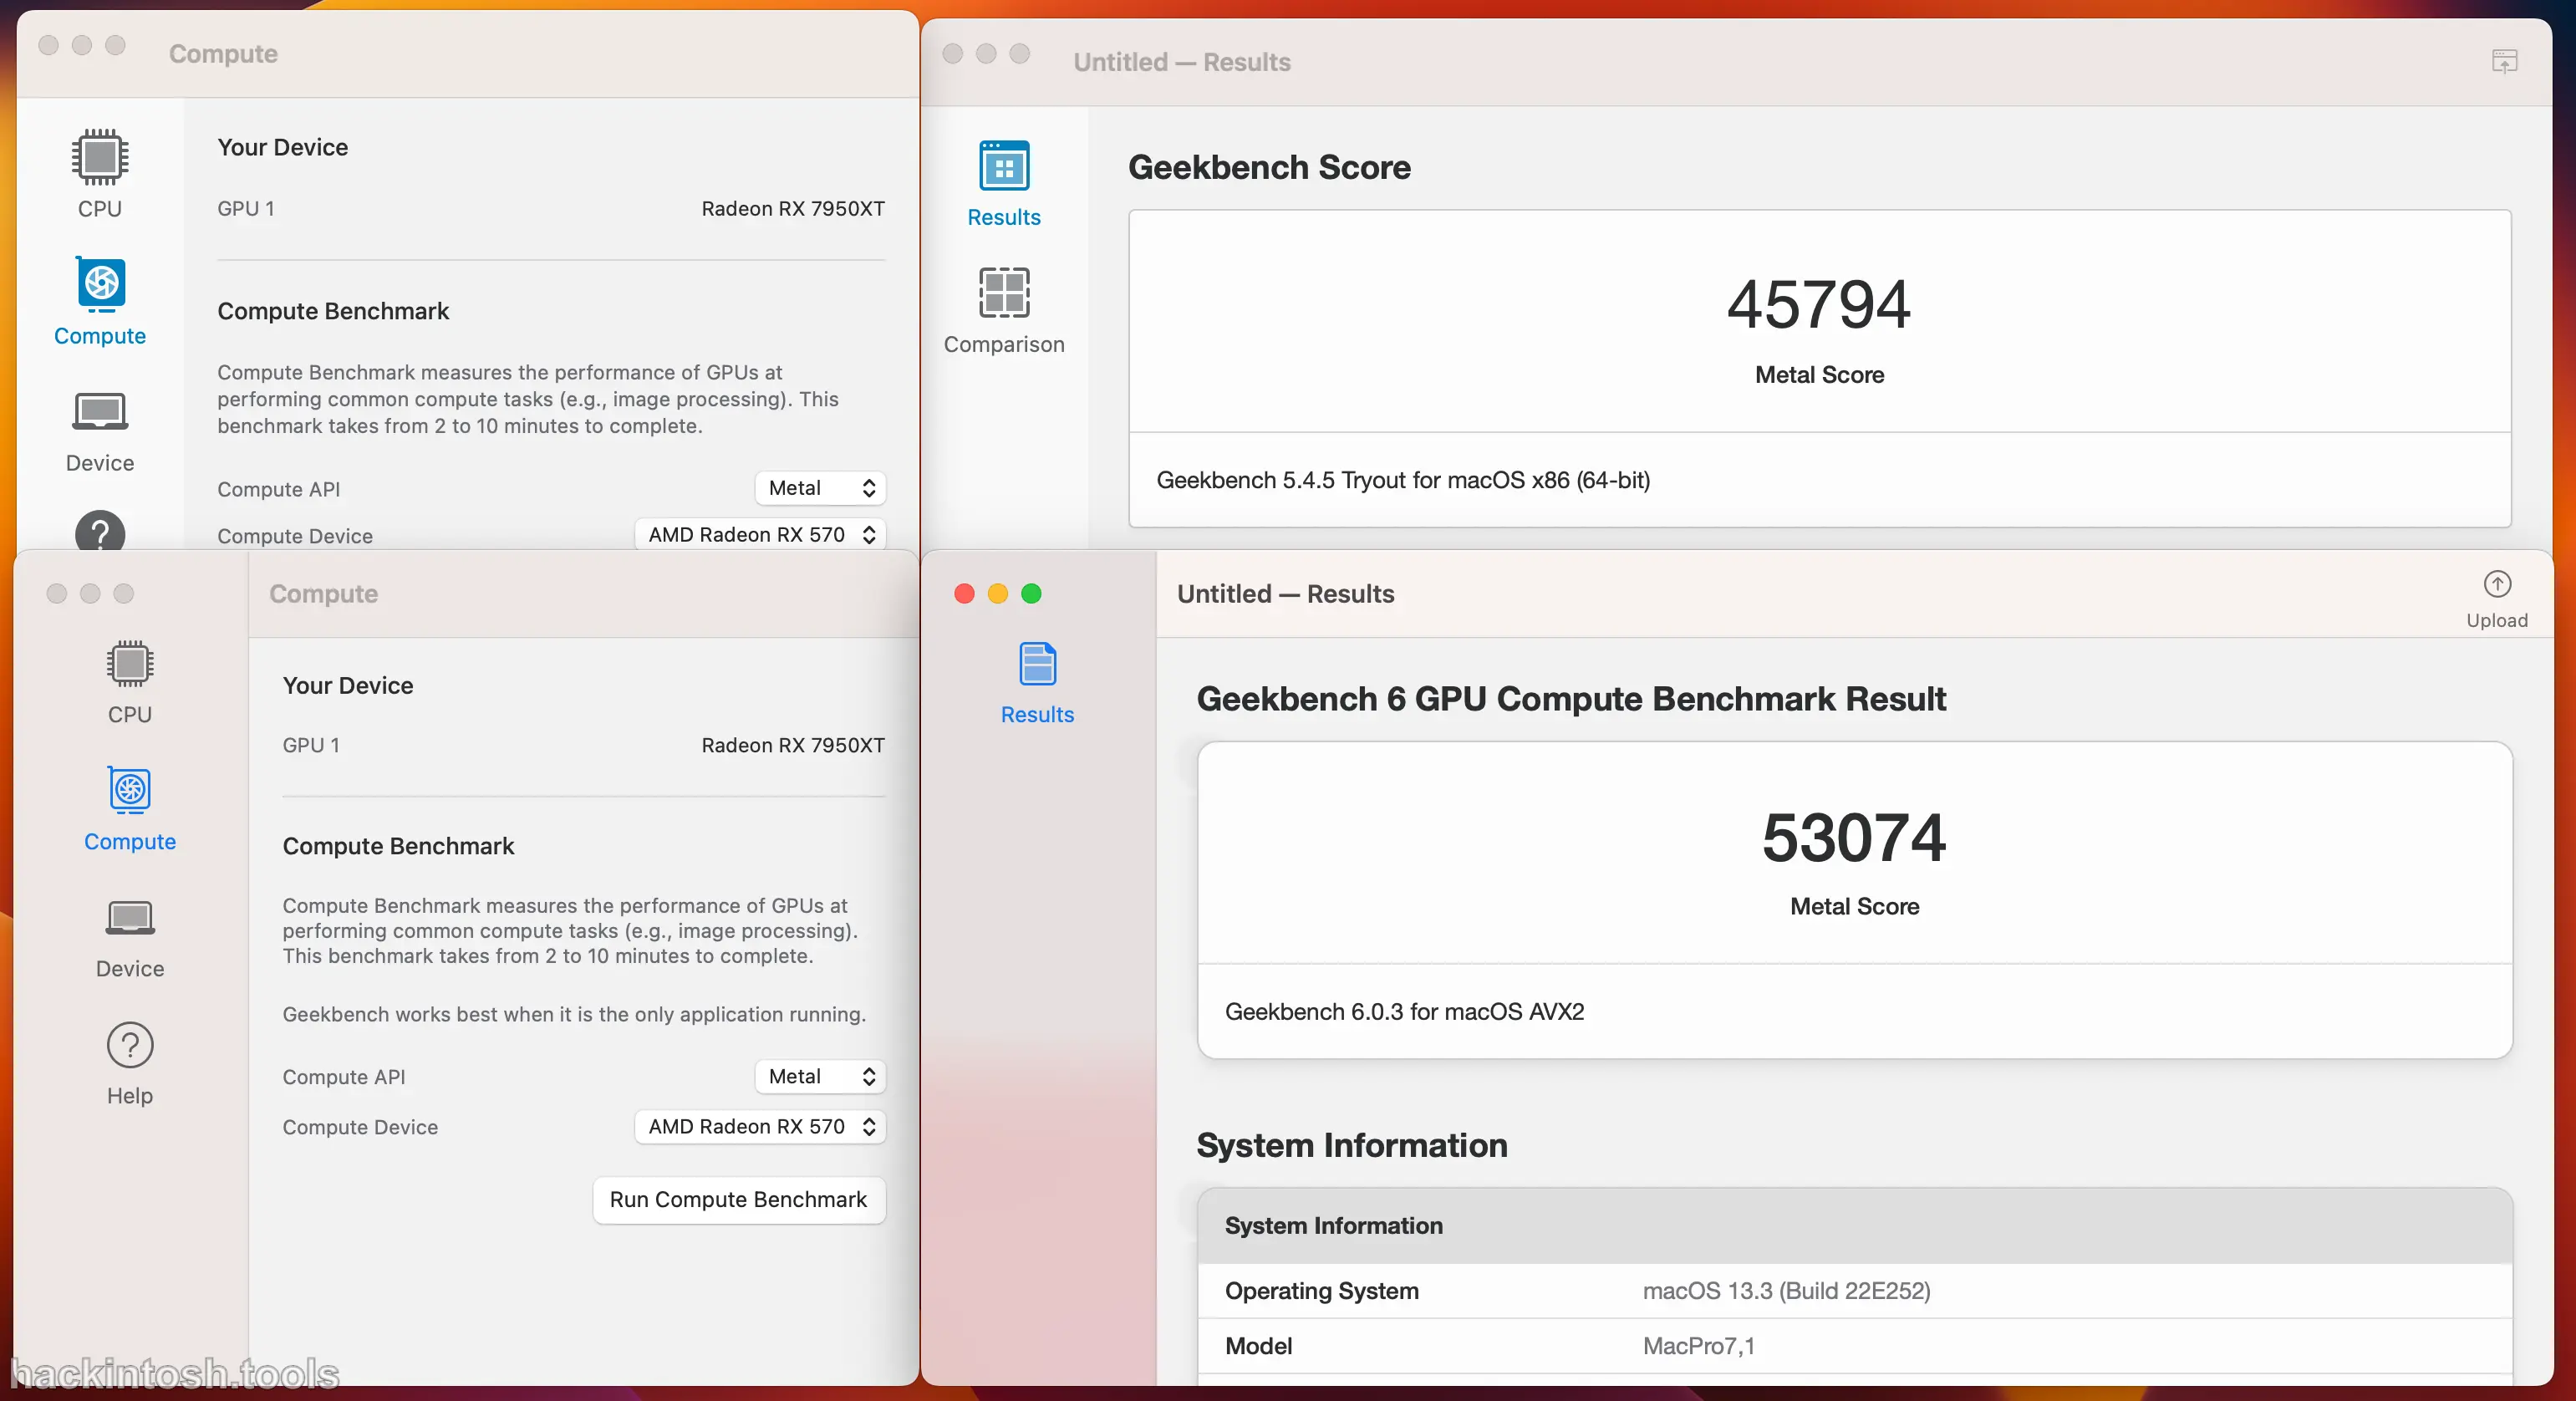 Compute
CPU
Compute
Device
Your Device
GPU 1 Radeon RX 7950XT
Compute Benchmark
Compute Benchmark measures the performance of GPUs at
performing common compute tasks (e.g., image processing). This
benchmark takes from 2 to 10 minutes to complete.
Compute API Metal
Compute Device AMD Radeon RX 570
Untitled — Results
Results
Comparison
Geekbench Score
45794
Metal Score
Geekbench 5.4.5 Tryout for macOS x86 (64-bit)
Compute
CPU
Compute
Device
Help
Your Device
GPU 1 Radeon RX 7950XT
Compute Benchmark
Compute Benchmark measures the performance of GPUs at
performing common compute tasks (e.g., image processing).
This benchmark takes from 2 to 10 minutes to complete.
Geekbench works best when it is the only application running.
Compute API Metal
Compute Device AMD Radeon RX 570
Run Compute Benchmark
Untitled — Results
Upload
Results
Geekbench 6 GPU Compute Benchmark Result
53074
Metal Score
Geekbench 6.0.3 for macOS AVX2
System Information
System Information
Operating System macOS 13.3 (Build 22E252)
Model MacPro7,1
hackintosh.tools